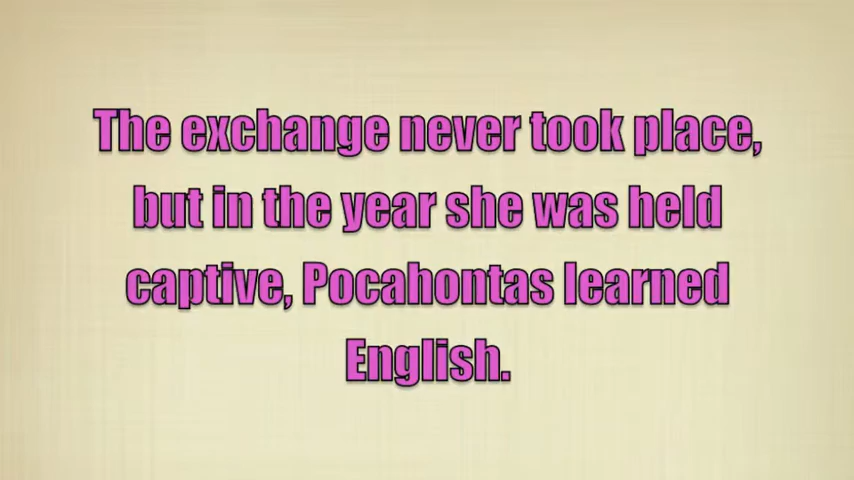 The exchange never took place,
but in the year she was held
captive, Pocahontas learned
English.